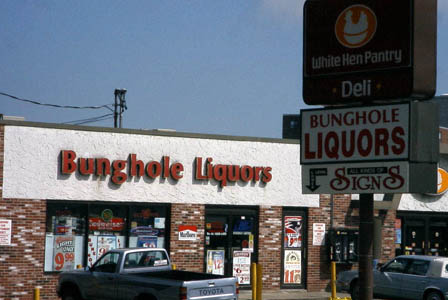 White Hen Pantry
Deli
BUNGHOLE
LIQUORS
ALL KINDS OF
SIGNS
Bunghole Liquors
Marlboro
TOYOTA